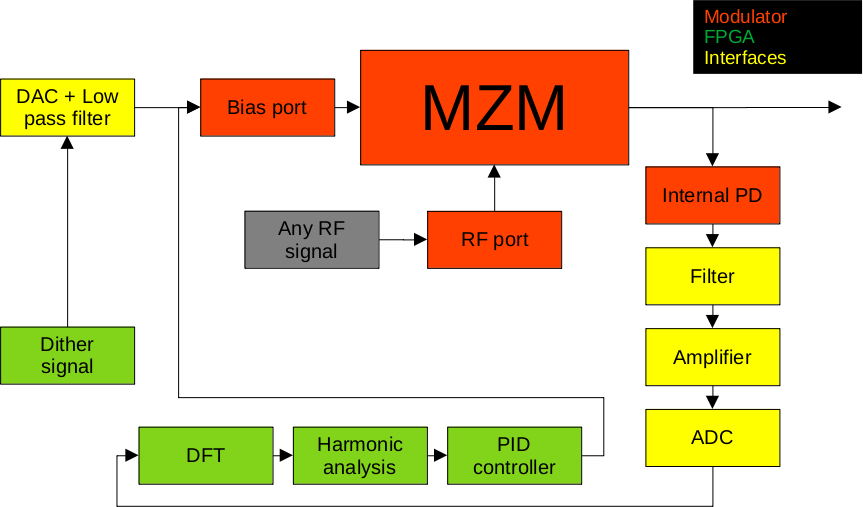 Modulator
FPGA
Interfaces
DAC + Low
pass filter
Bias port
MZM
Internal PD
Any RF
signal
RF port
Filter
Dither
signal
Amplifier
DFT
Harmonic
analysis
PID
controller
ADC